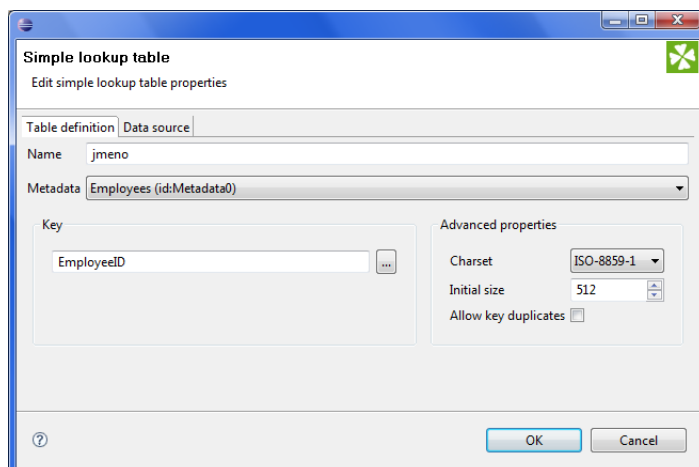 Simple lookup table
Edit simple lookup table properties
Table definition Data source
Name jmeno
Metadata Employees (id:Metadata0)
Key
EmployeeID ...
Advanced properties
Charset ISO-8859-1
Initial size 512
Allow key duplicates
? OK Cancel